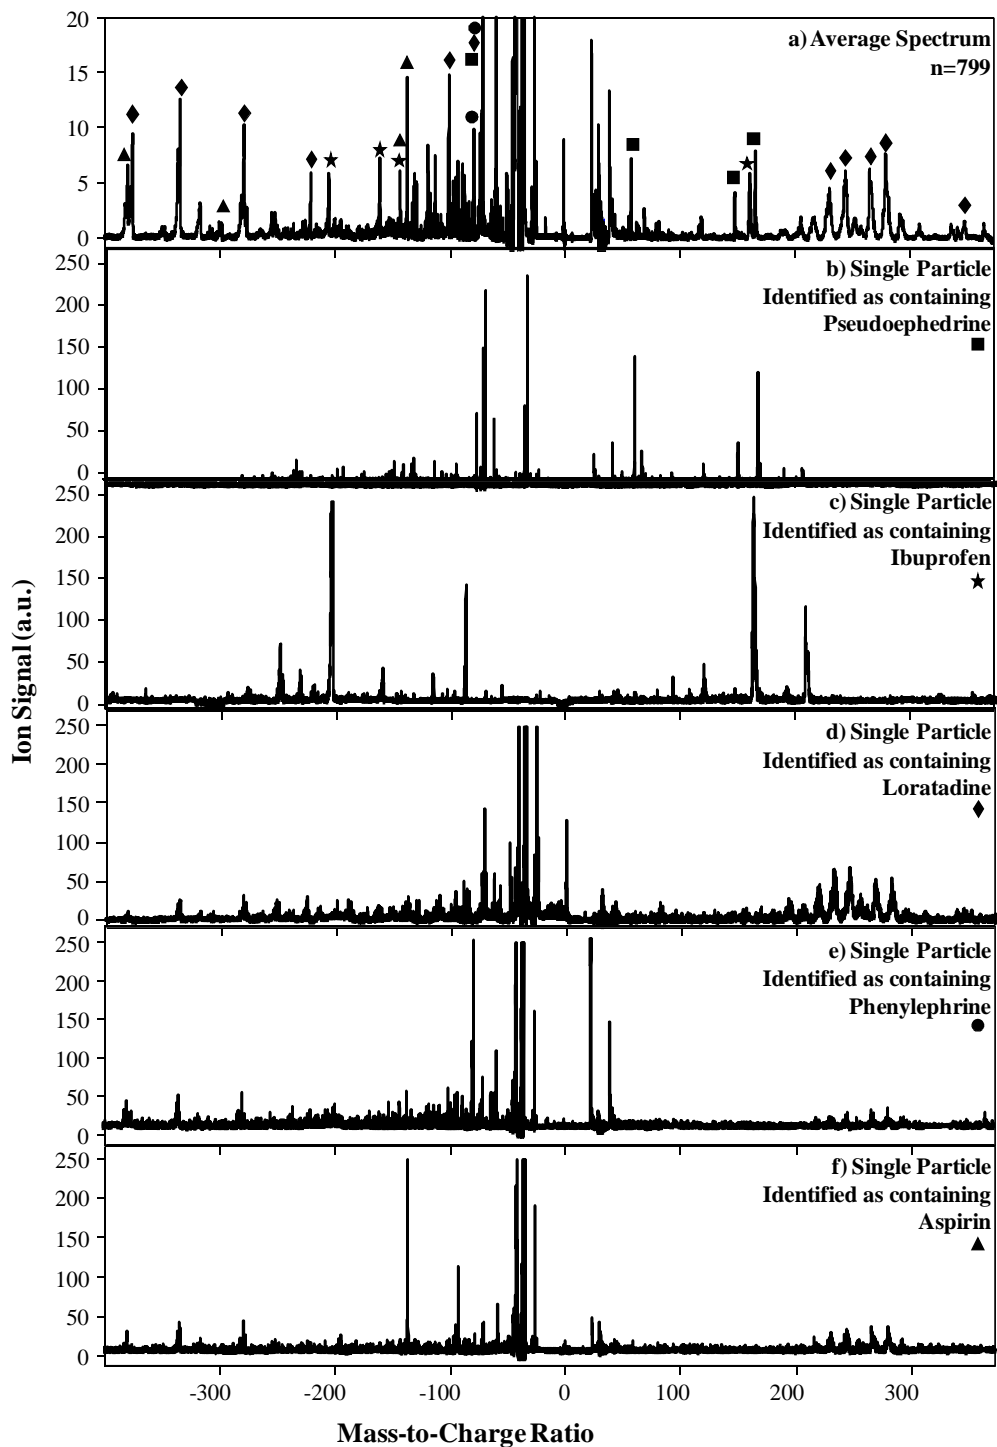 a) Average Spectrum
n=799
20
15
10
5
0
b) Single Particle
Identified as containing
Pseudoephedrine
250
200
150
100
50
0
c) Single Particle
Identified as containing
Ibuprofen
250
200
150
100
50
0
d) Single Particle
Identified as containing
Loratadine
250
200
150
100
50
0
e) Single Particle
Identified as containing
Phenylephrine
250
200
150
100
50
0
f) Single Particle
Identified as containing
Aspirin
250
200
150
100
50
0
Ion Signal (a.u.)
-300 -200 -100 0 100 200 300
Mass-to-Charge Ratio